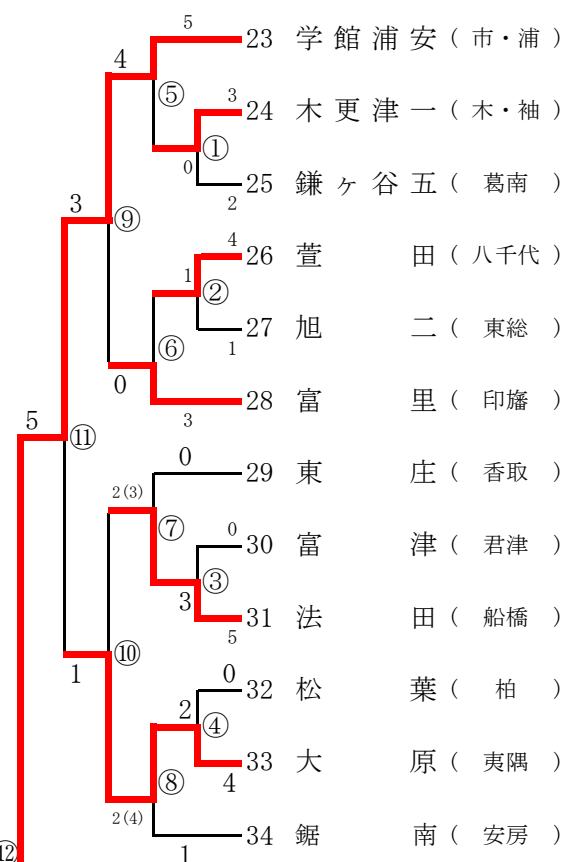 5
23 学館浦安（市・浦）
4
⑤
3
24 木更津一（木・袖）
①
0
25 鎌ヶ谷五（葛南）
2
3
⑨
4
26 萱田（八千代）
1
②
27 旭二（東総）
1
⑥
0
28 富里（印旛）
3
5
⑪
0
29 東庄（香取）
2(3)
⑦
0
30 富津（君津）
③
3
31 法田（船橋）
5
⑩
1
0
32 松葉（柏）
2
④
33 大原（夷隅）
4
⑧
2(4)
34 鋸南（安房）
1
⑫